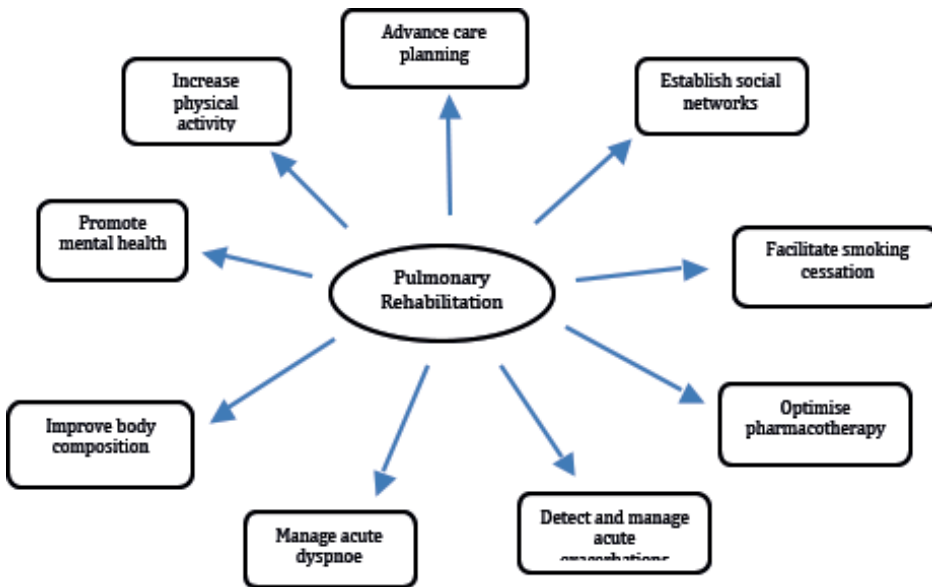 Advance care
planning
Increase
physical
activity
Establish social
networks
Promote
mental health
Facilitate smoking
cessation
Pulmonary
Rehabilitation
Improve body
composition
Optimise
pharmacotherapy
Manage acute
dyspnoe
Detect and manage
acute